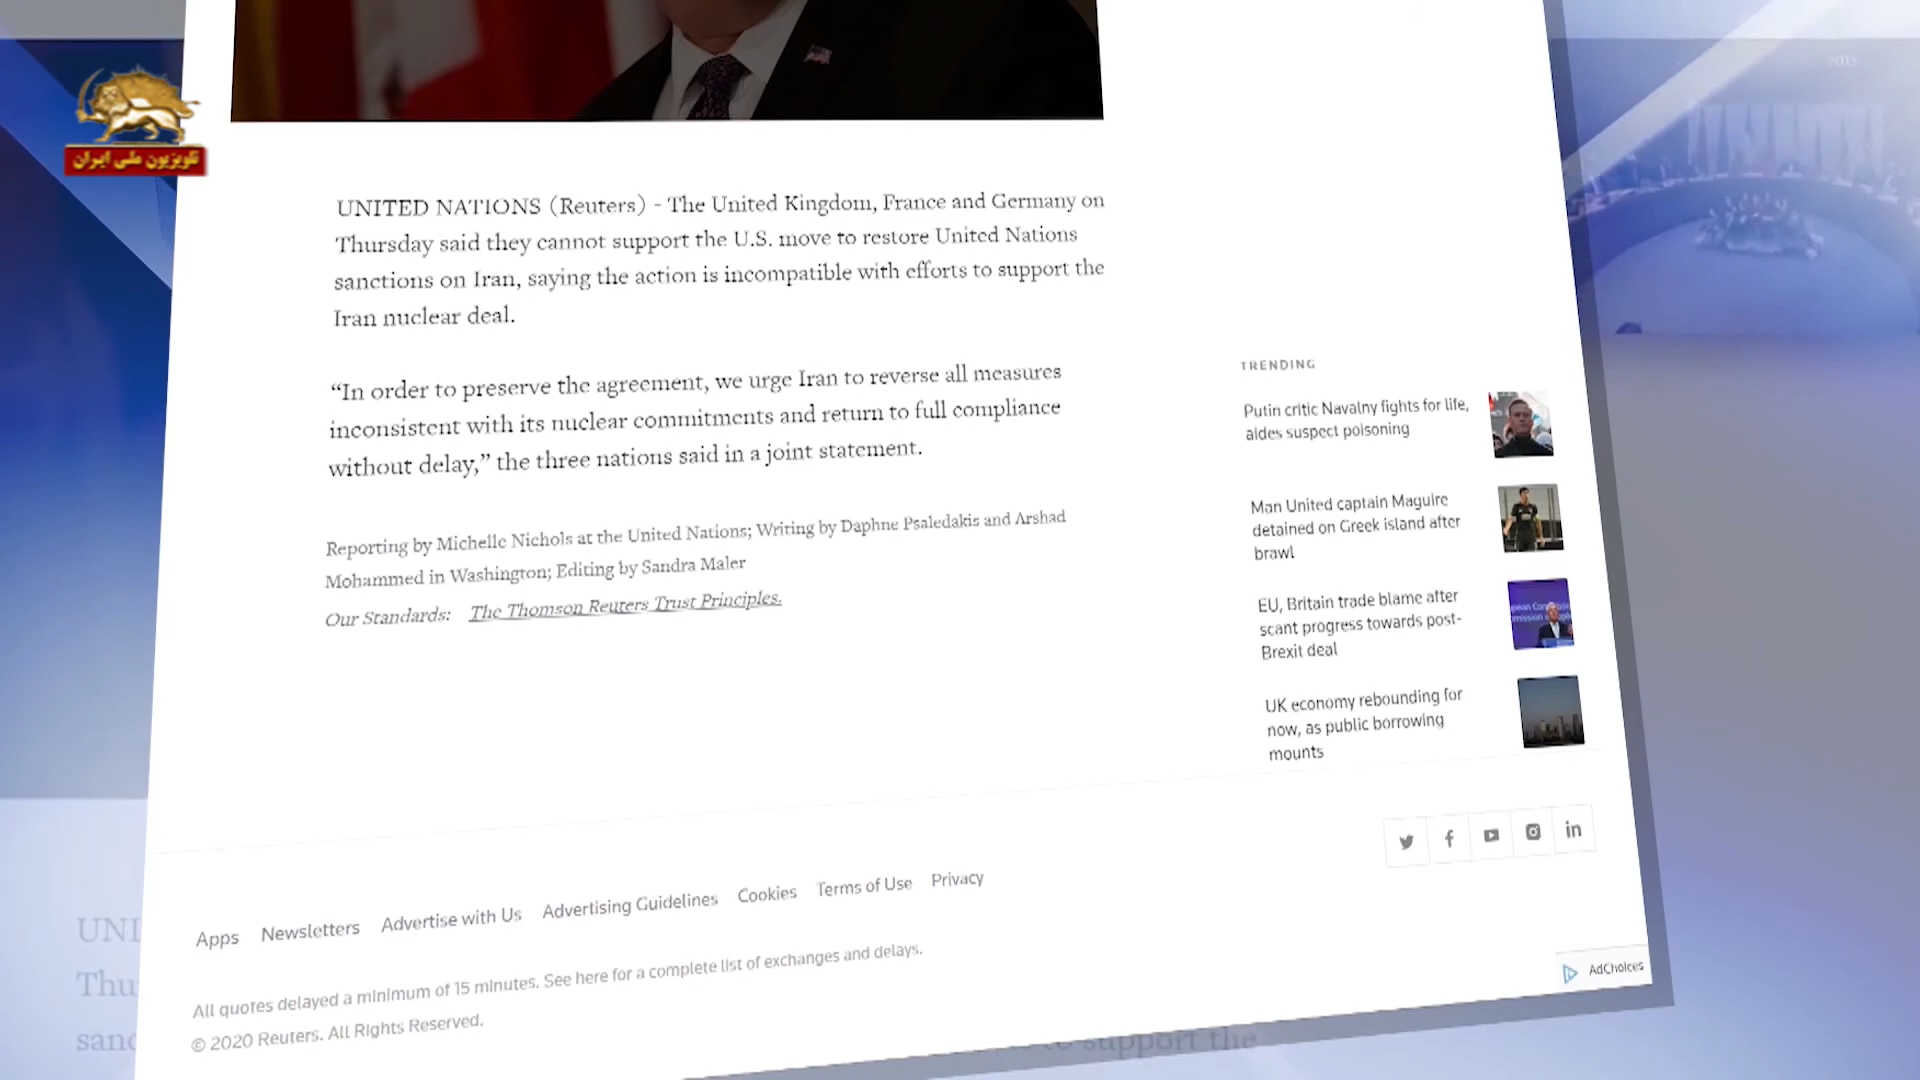 تلویزیون ملی ایران
2015
UNITED NATIONS (Reuters) - The United Kingdom, France and Germany on
Thursday said they cannot support the U.S. move to restore United Nations
sanctions on Iran, saying the action is incompatible with efforts to support the
Iran nuclear deal.
“In order to preserve the agreement, we urge Iran to reverse all measures
inconsistent with its nuclear commitments and return to full compliance
without delay,” the three nations said in a joint statement.
Reporting by Michelle Nichols at the United Nations; Writing by Daphne Psaledakis and Arshad
Mohammed in Washington; Editing by Sandra Maler
Our Standards: The Thomson Reuters Trust Principles.
TRENDING
Putin critic Navalny fights for life,
aides suspect poisoning
Man United captain Maguire
detained on Greek island after
brawl
EU, Britain trade blame after
scant progress towards post-
Brexit deal
UK economy rebounding for
now, as public borrowing
mounts
Apps Newsletters Advertise with Us Advertising Guidelines Cookies Terms of Use Privacy
All quotes delayed a minimum of 15 minutes. See here for a complete list of exchanges and delays.
© 2020 Reuters. All Rights Reserved.
AdChoices
UNI
Thu
sanc
to support the